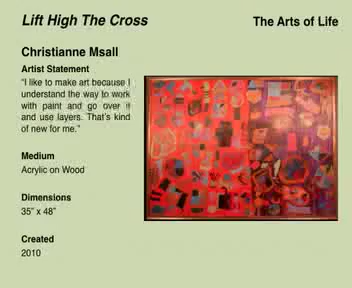 Lift High The Cross
The Arts of Life
Christianne Msall
Artist Statement
“I like to make art because I
understand the way to work
with paint and go over it
and use layers. That’s kind
of new for me.”
Medium
Acrylic on Wood
Dimensions
35” x 48”
Created
2010